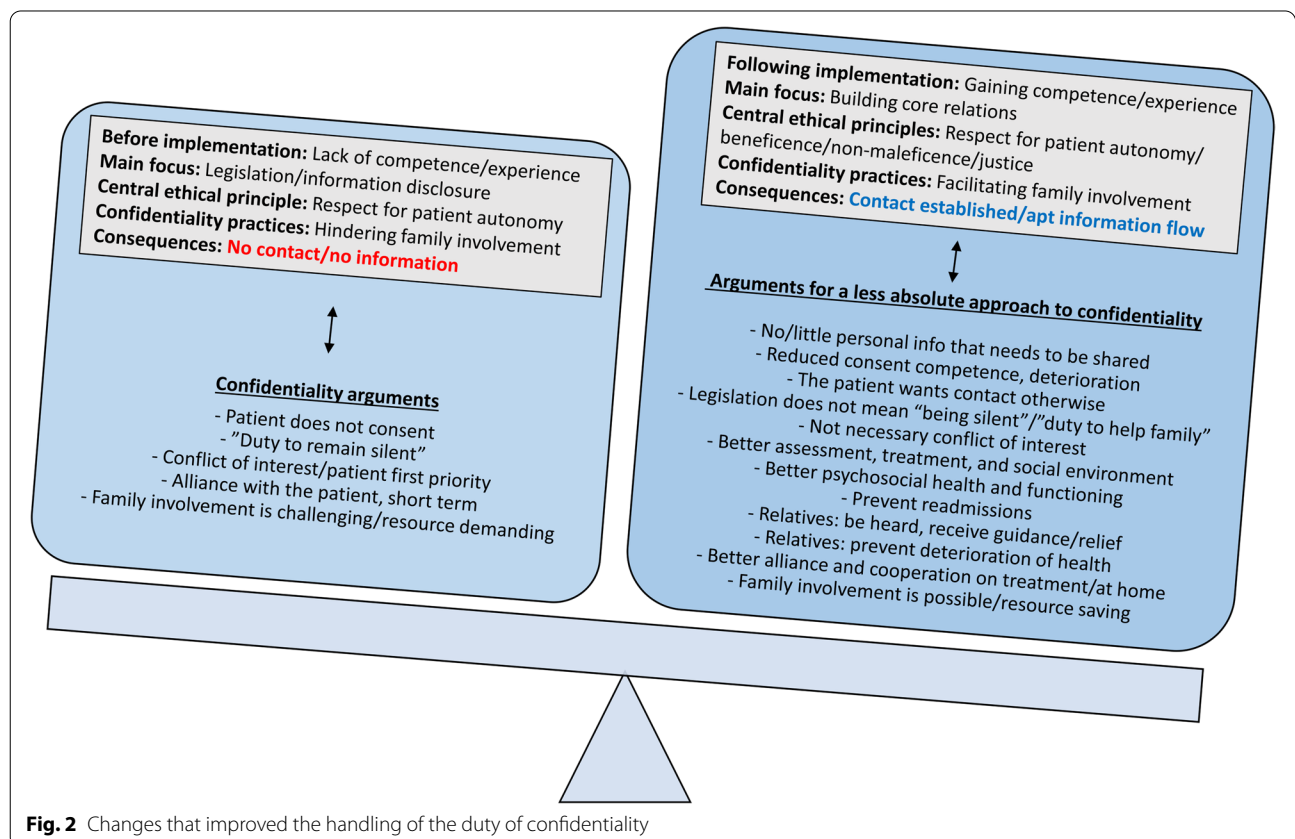 Before implementation: Lack of competence/experience
Main focus: Legislation/information disclosure
Central ethical principle: Respect for patient autonomy
Confidentiality practices: Hindering family involvement
Consequences: No contact/no information
Confidentiality arguments
- Patient does not consent
- ”Duty to remain silent”
- Conflict of interest/patient first priority
- Alliance with the patient, short term
- Family involvement is challenging/resource demanding
Following implementation: Gaining competence/experience
Main focus: Building core relations
Central ethical principles: Respect for patient autonomy/
beneficence/non-maleficence/justice
Confidentiality practices: Facilitating family involvement
Consequences: Contact established/apt information flow
Arguments for a less absolute approach to confidentiality
- No/little personal info that needs to be shared
- Reduced consent competence, deterioration
- The patient wants contact otherwise
- Legislation does not mean “being silent”/”duty to help family”
- Not necessary conflict of interest
- Better assessment, treatment, and social environment
- Better psychosocial health and functioning
- Prevent readmissions
- Relatives: be heard, receive guidance/relief
- Relatives: prevent deterioration of health
- Better alliance and cooperation on treatment/at home
- Family involvement is possible/resource saving
Fig. 2 Changes that improved the handling of the duty of confidentiality